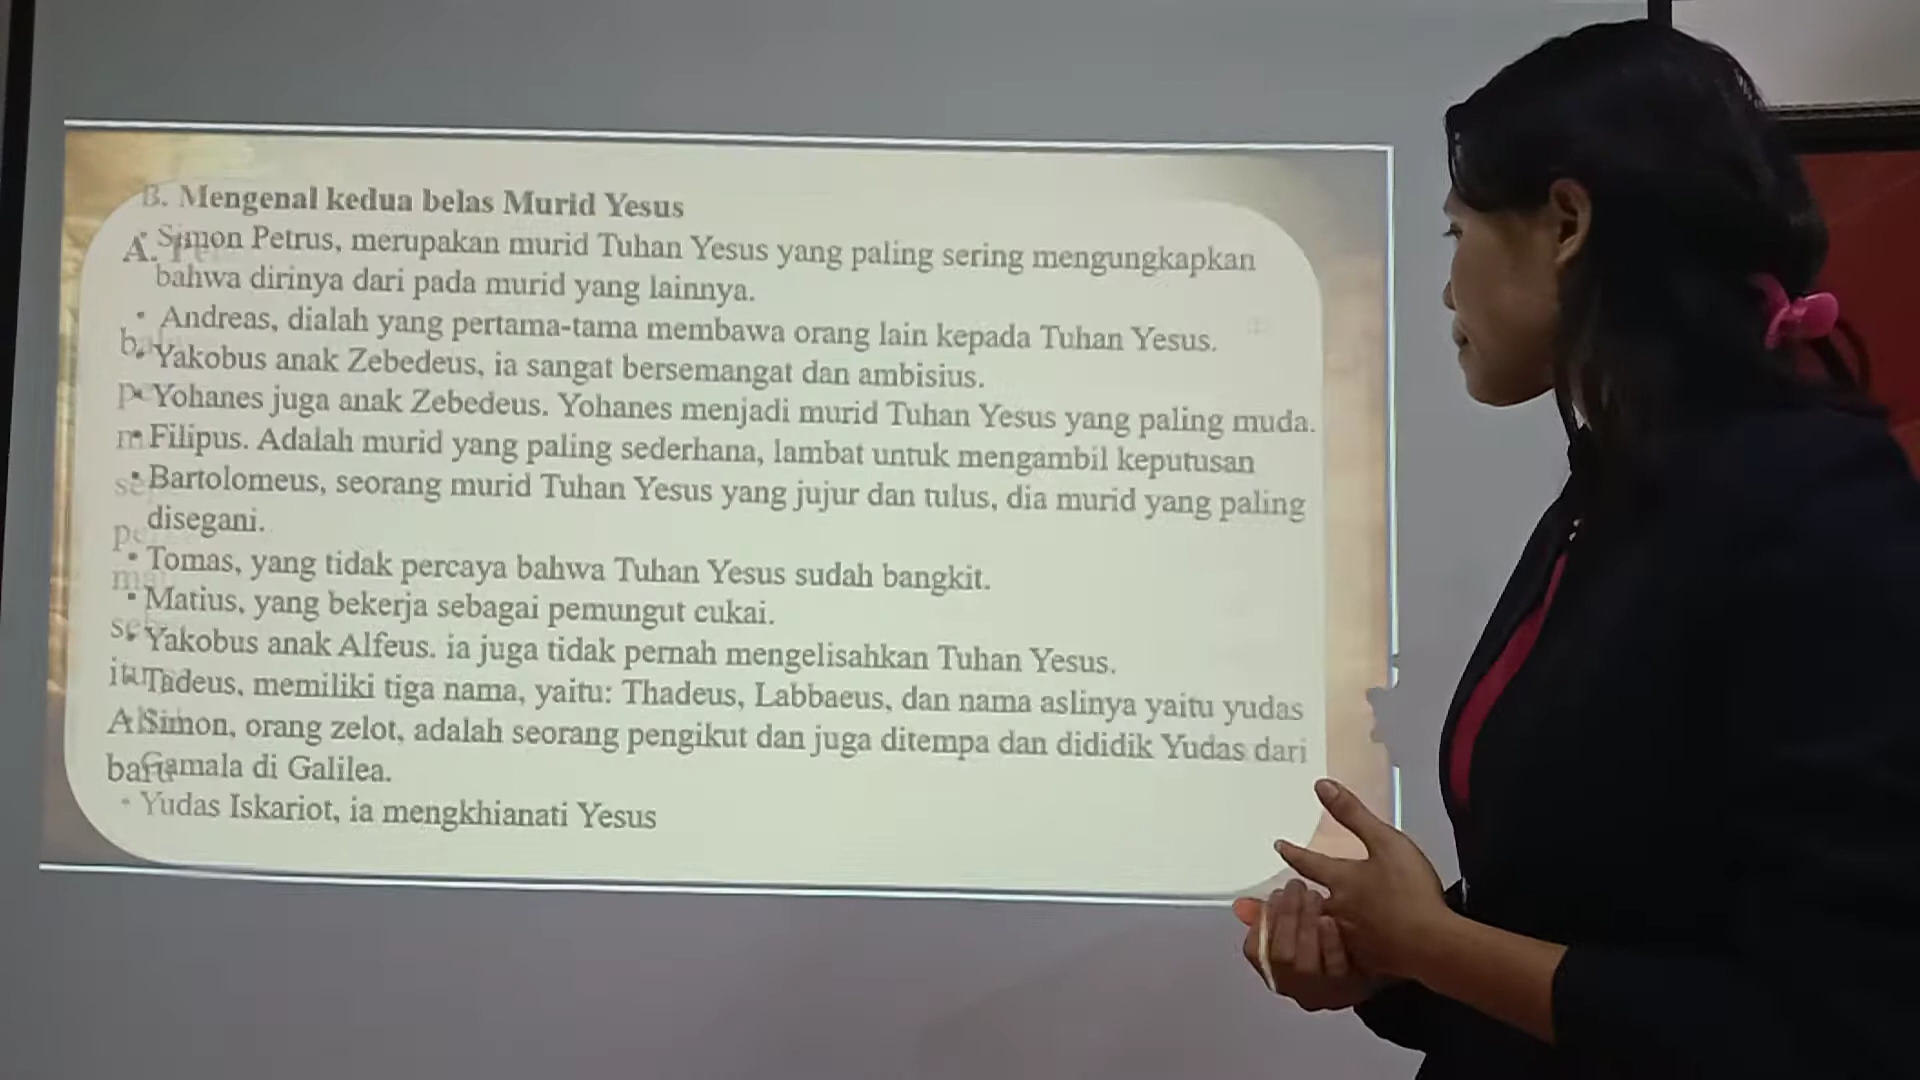 B. Mengenal kedua belas Murid Yesus
• Simon Petrus, merupakan murid Tuhan Yesus yang paling sering mengungkapkan
bahwa dirinya dari pada murid yang lainnya.
• Andreas, dialah yang pertama-tama membawa orang lain kepada Tuhan Yesus.
• Yakobus anak Zebedeus, ia sangat bersemangat dan ambisius.
• Yohanes juga anak Zebedeus. Yohanes menjadi murid Tuhan Yesus yang paling muda.
• Filipus. Adalah murid yang paling sederhana, lambat untuk mengambil keputusan
• Bartolomeus, seorang murid Tuhan Yesus yang jujur dan tulus, dia murid yang paling
disegani.
• Tomas, yang tidak percaya bahwa Tuhan Yesus sudah bangkit.
• Matius, yang bekerja sebagai pemungut cukai.
• Yakobus anak Alfeus. ia juga tidak pernah mengelisahkan Tuhan Yesus.
Tadeus, memiliki tiga nama, yaitu: Thadeus, Labbaeus, dan nama aslinya yaitu yudas
Simon, orang zelot, adalah seorang pengikut dan juga ditempa dan dididik Yudas dari
Gamala di Galilea.
• Yudas Iskariot, ia mengkhianati Yesus